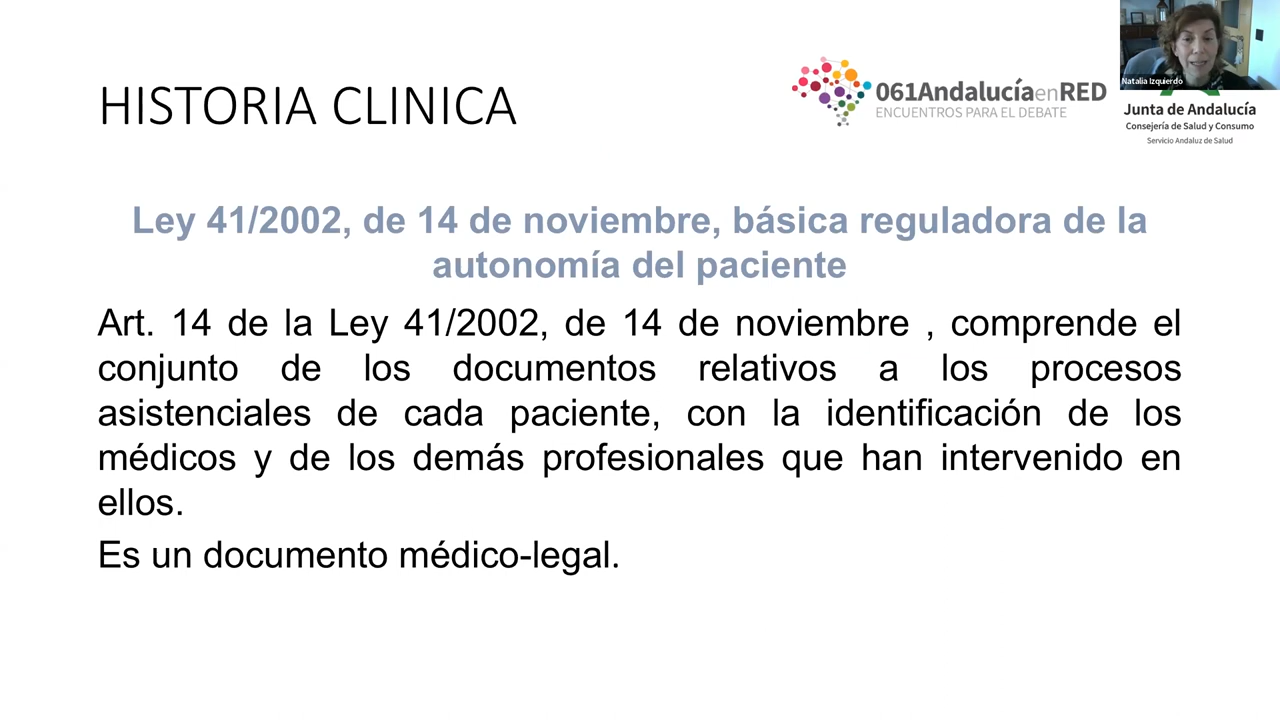 HISTORIA CLINICA
061AndalucíaenRED
ENCUENTROS PARA EL DEBATE
Natalia Izquierdo
Junta de Andalucía
Consejería de Salud y Consumo
Servicio Andaluz de Salud
Ley 41/2002, de 14 de noviembre, básica reguladora de la
autonomía del paciente
Art. 14 de la Ley 41/2002, de 14 de noviembre , comprende el
conjunto de los documentos relativos a los procesos
asistenciales de cada paciente, con la identificación de los
médicos y de los demás profesionales que han intervenido en
ellos.
Es un documento médico-legal.